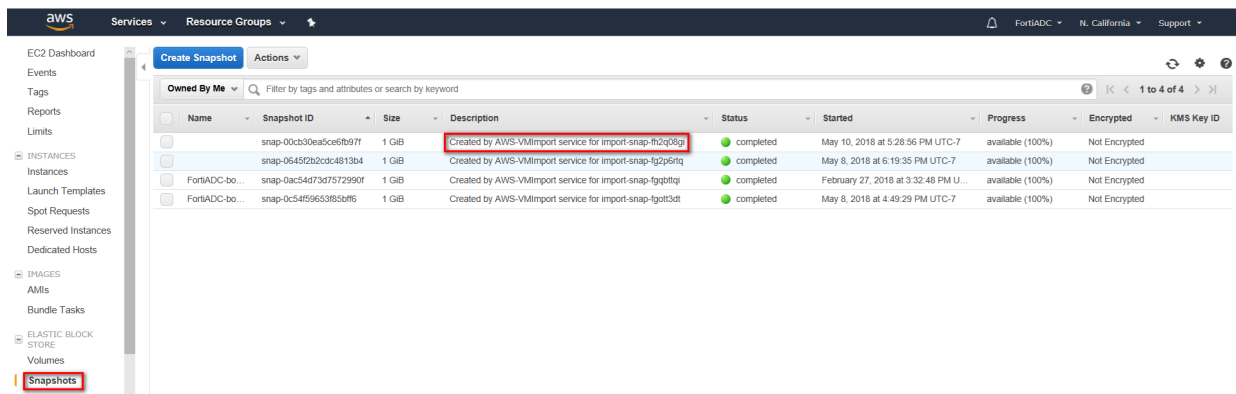 aws Services Resource Groups FortiADC N. California Support
EC2 Dashboard
Events
Tags
Reports
Limits
INSTANCES
Instances
Launch Templates
Spot Requests
Reserved Instances
Dedicated Hosts
IMAGES
AMIs
Bundle Tasks
ELASTIC BLOCK
STORE
Volumes
Snapshots
Create Snapshot Actions
Owned By Me Filter by tags and attributes or search by keyword 1 to 4 of 4
Name Snapshot ID Size Description Status Started Progress Encrypted KMS Key ID
snap-00cb30ea5ce6fb97f 1 GiB Created by AWS-VMImport service for import-snap-fh2q08gi completed May 10, 2018 at 5:28:56 PM UTC-7 available (100%) Not Encrypted
snap-0645f2b2cdc4813b4 1 GiB Created by AWS-VMImport service for import-snap-fg2p6rtq completed May 8, 2018 at 6:19:35 PM UTC-7 available (100%) Not Encrypted
FortiADC-bo... snap-0ac54d73d7572990f 1 GiB Created by AWS-VMImport service for import-snap-fgqbttqi completed February 27, 2018 at 3:32:48 PM U... available (100%) Not Encrypted
FortiADC-bo... snap-0c54f59653f85bff6 1 GiB Created by AWS-VMImport service for import-snap-fgott3dt completed May 8, 2018 at 4:49:29 PM UTC-7 available (100%) Not Encrypted